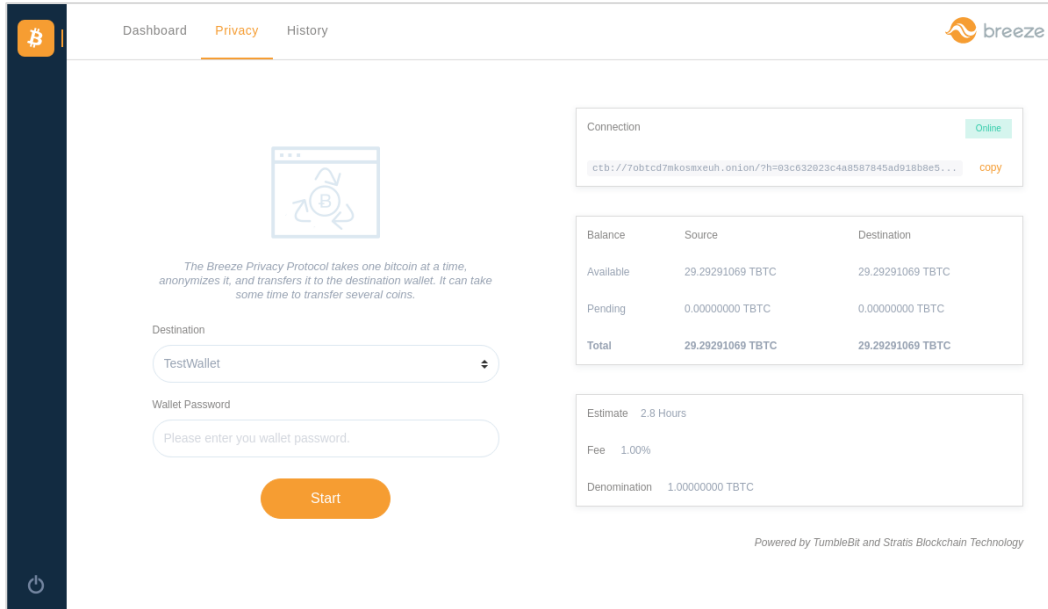 Dashboard Privacy History
breeze
The Breeze Privacy Protocol takes one bitcoin at a time,
anonymizes it, and transfers it to the destination wallet. It can take
some time to transfer several coins.
Destination
TestWallet
Wallet Password
Please enter you wallet password.
Start
Connection Online
ctb://7obtcd7mkosmxeuh.onion/?h=03c632023c4a8587845ad918b8e5... copy
Balance Source Destination
Available 29.29291069 TBTC 29.29291069 TBTC
Pending 0.00000000 TBTC 0.00000000 TBTC
Total 29.29291069 TBTC 29.29291069 TBTC
Estimate 2.8 Hours
Fee 1.00%
Denomination 1.00000000 TBTC
Powered by TumbleBit and Stratis Blockchain Technology